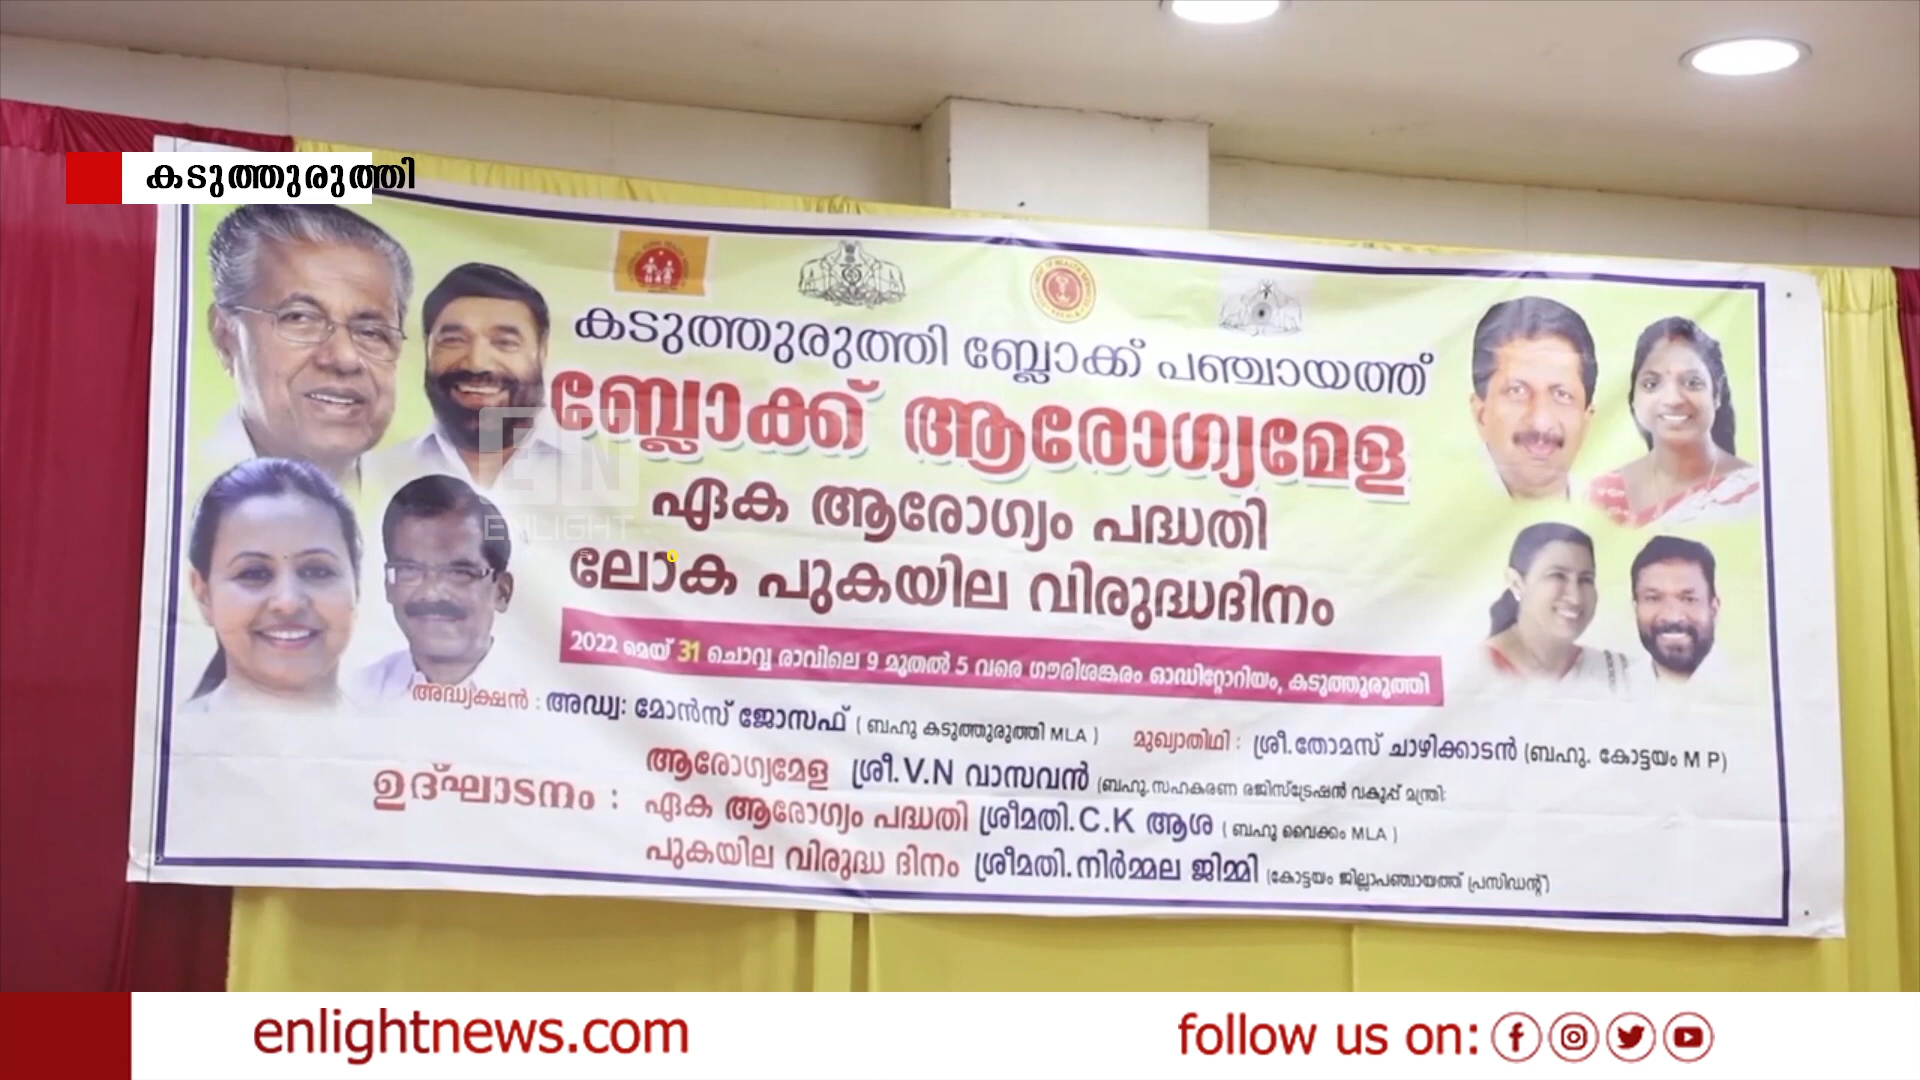 കടുത്തുരുത്തി
കടുത്തുരുത്തി ബ്ലോക്ക് പഞ്ചായത്ത്
ബ്ലോക്ക് ആരോഗ്യമേള
ഏക ആരോഗ്യം പദ്ധതി
ലോക പുകയില വിരുദ്ധദിനം
2022 മെയ് 31 ചൊവ്വ രാവിലെ 9 മുതൽ 5 വരെ ഗൗരിശങ്കരം ഓഡിറ്റോറിയം, കടുത്തുരുത്തി
അദ്ധ്യക്ഷൻ : അഡ്വ: മോൻസ് ജോസഫ് ( ബഹു കടുത്തുരുത്തി MLA ) മുഖ്യാതിഥി : ശ്രീ.തോമസ് ചാഴിക്കാടൻ (ബഹു. കോട്ടയം M P)
ഉദ്ഘാടനം :
ആരോഗ്യമേള ശ്രീ.V.N വാസവൻ (ബഹു.സഹകരണ രജിസ്ട്രേഷൻ വകുപ്പ് മന്ത്രി)
ഏക ആരോഗ്യം പദ്ധതി ശ്രീമതി.C.K ആശ ( ബഹു വൈക്കം MLA )
പുകയില വിരുദ്ധ ദിനം ശ്രീമതി.നിർമ്മല ജിമ്മി (കോട്ടയം ജില്ലാപഞ്ചായത്ത് പ്രസിഡന്റ്)
EN
ENLIGHT
enlightnews.com
follow us on: